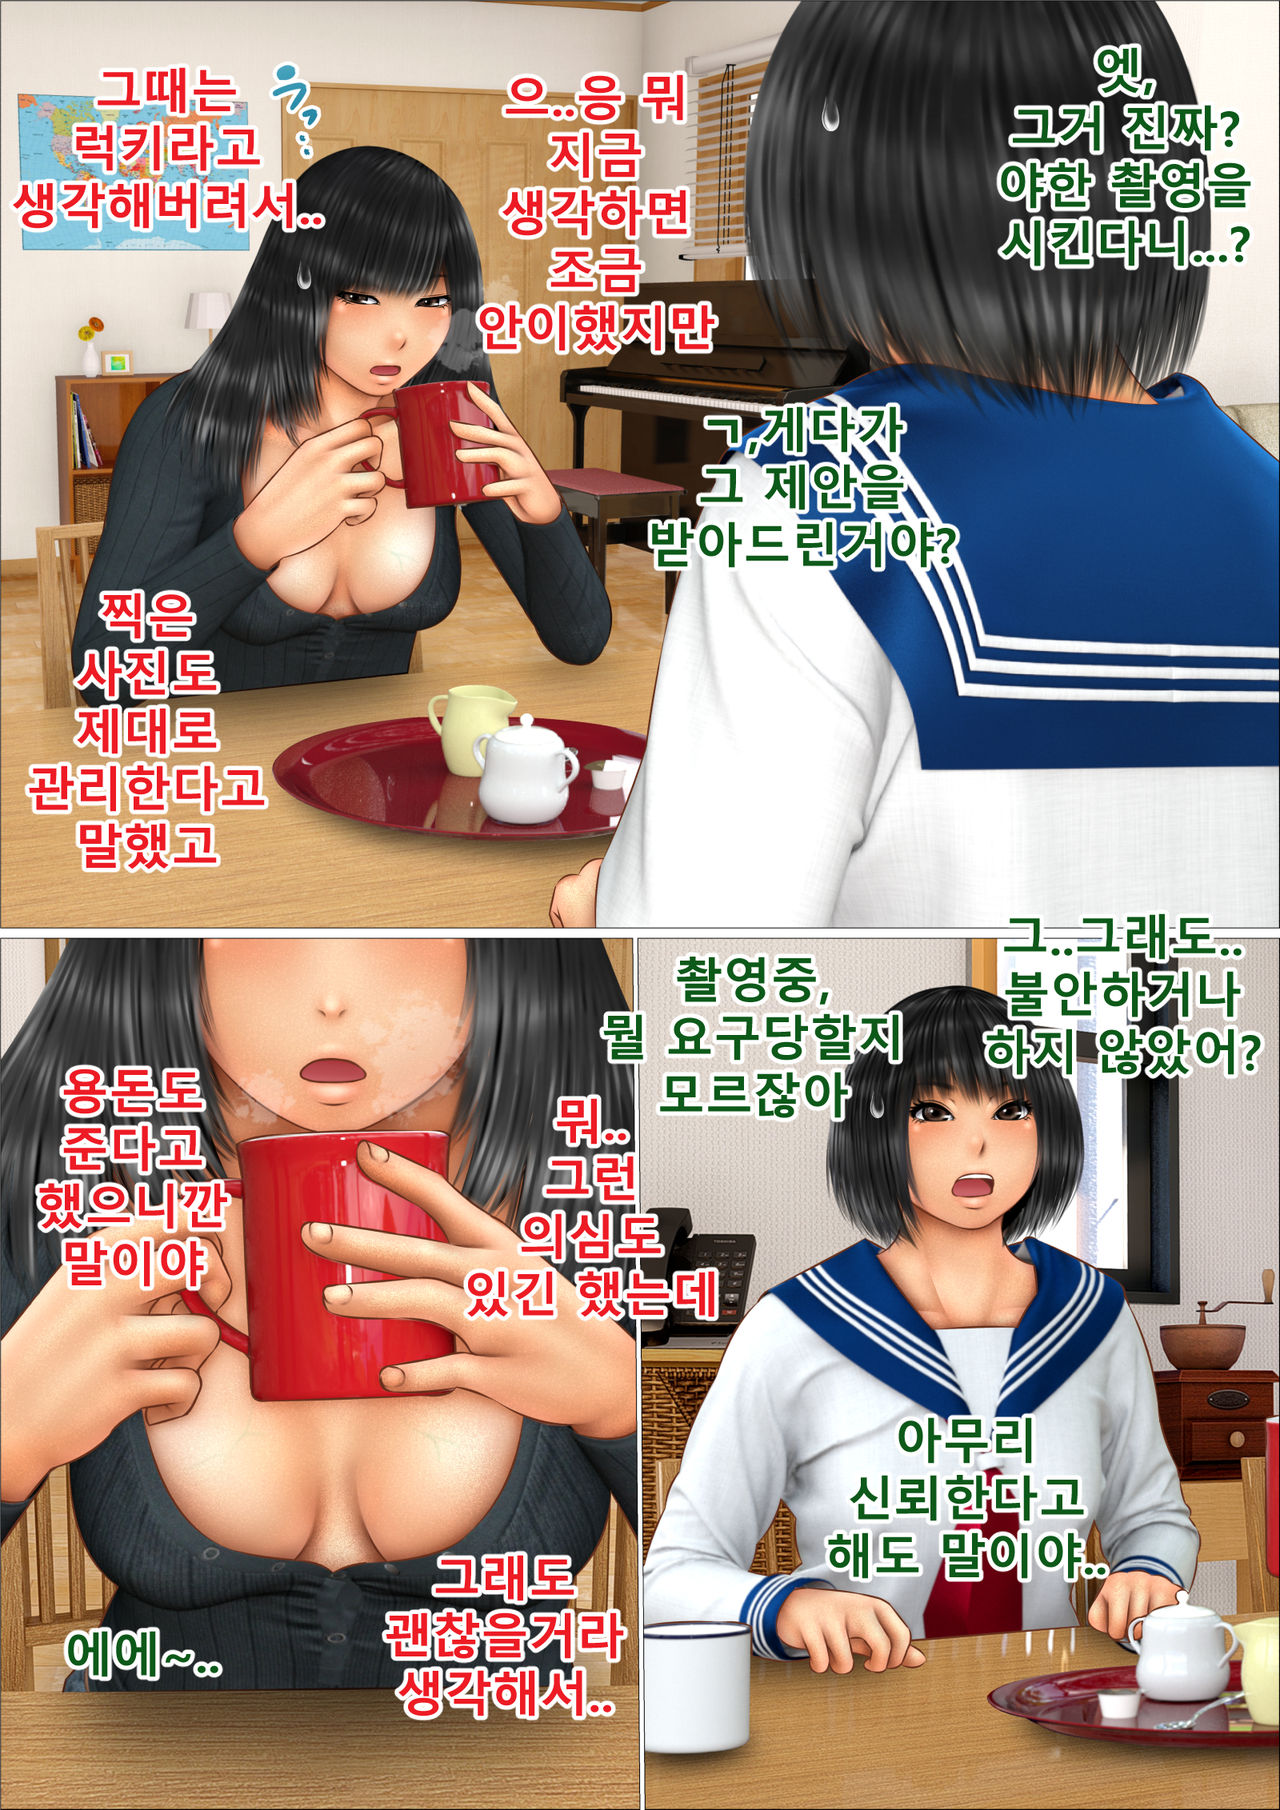 엣,
그거 진짜?
야한 촬영을
시킨다니...?
으..응 뭐
지금
생각하면
조금
안이했지만
그때는
럭키라고
생각해버려서..
ㄱ,게다가
그 제안을
받아드린거야?
찍은
사진도
제대로
관리한다고
말했고
그..그래도..
불안하거나
하지 않았어?
촬영중,
뭘 요구당할지
모르잖아
아무리
신뢰한다고
해도 말이야..
뭐..
그런
의심도
있긴 했는데
용돈도
준다고
했으니깐
말이야
그래도
괜찮을거라
생각해서..
에에~..
TOSHIBA